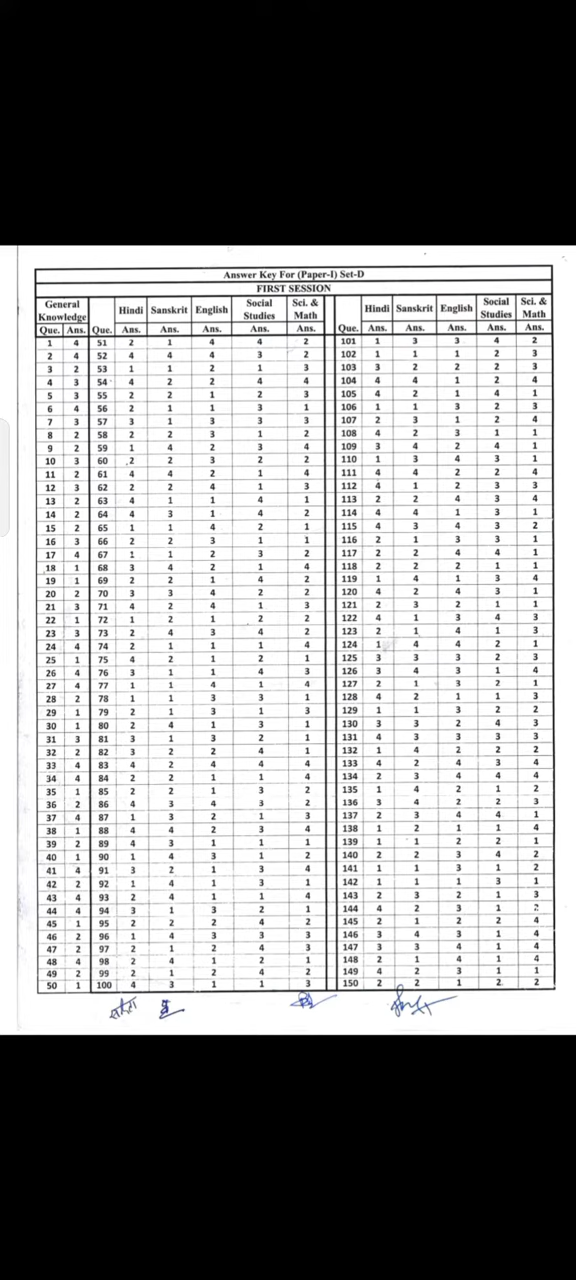 Answer Key For (Paper-I) Set-D
FIRST SESSION
General Knowledge Hindi Sanskrit English Social Studies Sci. & Math Hindi Sanskrit English Social Studies Sci. & Math
Que. Ans. Que. Ans. Ans. Ans. Ans. Ans. Que. Ans. Ans. Ans. Ans. Ans.
1 4 51 2 1 4 4 2 101 1 3 3 4 2
2 4 52 4 4 4 3 2 102 1 1 1 2 3
3 2 53 1 1 2 1 3 103 3 2 2 2 3
4 3 54 4 2 2 4 4 104 4 4 1 2 4
5 3 55 2 2 1 2 3 105 4 2 1 4 1
6 4 56 2 1 1 3 1 106 1 1 3 2 3
7 3 57 3 1 3 3 3 107 2 3 1 2 4
8 2 58 2 2 3 1 2 108 4 2 3 1 1
9 2 59 1 4 2 3 4 109 3 4 2 4 1
10 3 60 2 2 3 2 2 110 1 3 4 3 1
11 2 61 4 4 2 1 4 111 4 4 2 2 4
12 3 62 2 2 4 1 3 112 4 1 2 3 3
13 2 63 4 1 1 4 1 113 2 2 4 3 4
14 2 64 4 3 1 4 2 114 4 4 1 3 1
15 2 65 1 1 4 2 1 115 4 3 4 3 2
16 3 66 2 2 3 1 1 116 2 1 3 3 1
17 4 67 1 1 2 3 2 117 2 2 4 4 1
18 1 68 3 4 2 1 4 118 2 2 2 1 1
19 1 69 2 2 1 4 2 119 1 4 1 3 4
20 2 70 3 3 4 2 2 120 4 2 4 3 1
21 3 71 4 2 4 1 3 121 2 3 2 1 1
22 1 72 1 2 1 2 2 122 4 1 3 4 3
23 3 73 2 4 3 4 2 123 2 1 4 1 3
24 4 74 2 1 1 1 4 124 1 4 4 2 1
25 1 75 4 2 1 2 1 125 3 3 3 2 3
26 4 76 3 1 1 4 3 126 3 4 3 1 4
27 4 77 1 1 4 1 4 127 2 1 3 2 1
28 2 78 1 1 3 3 1 128 4 2 1 1 3
29 1 79 2 1 3 1 3 129 1 1 3 2 2
30 1 80 2 4 1 3 1 130 3 3 2 4 3
31 3 81 3 1 3 2 1 131 4 3 3 3 3
32 2 82 3 2 2 4 1 132 1 4 2 2 2
33 4 83 4 2 4 4 4 133 4 2 4 3 4
34 4 84 2 2 1 1 4 134 2 3 4 4 4
35 1 85 2 2 1 3 2 135 1 4 2 1 2
36 2 86 4 3 4 3 2 136 3 4 2 2 3
37 4 87 1 3 2 1 3 137 2 3 4 4 1
38 1 88 4 4 2 3 4 138 1 2 1 1 4
39 2 89 4 3 1 1 1 139 1 1 2 2 1
40 1 90 1 4 3 1 2 140 2 2 3 4 2
41 4 91 3 2 1 3 4 141 1 1 3 1 2
42 2 92 1 4 1 3 1 142 1 1 1 3 1
43 4 93 2 4 1 1 4 143 2 3 2 1 3
44 4 94 3 1 3 2 1 144 4 2 3 1
45 1 95 2 2 2 4 2 145 2 1 2 2 4
46 2 96 1 4 3 3 3 146 3 4 3 1 4
47 2 97 2 1 2 4 3 147 3 3 4 1 4
48 4 98 2 4 1 2 1 148 2 1 4 1 4
49 2 99 2 1 2 4 2 149 4 2 3 1 1
50 1 100 4 3 1 1 3 150 2 2 1 2 2